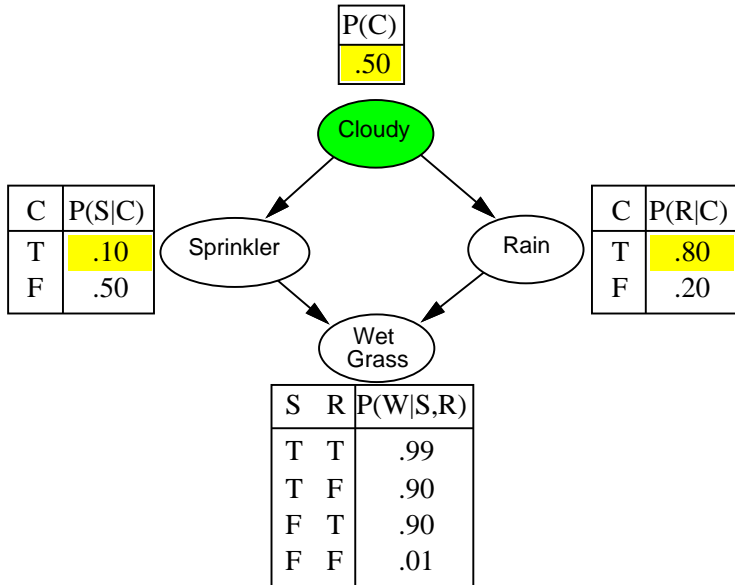 P(C)
.50
Cloudy
C P(S|C)
T .10
F .50
Sprinkler
Rain
C P(R|C)
T .80
F .20
Wet
Grass
S R P(W|S,R)
T T .99
T F .90
F T .90
F F .01